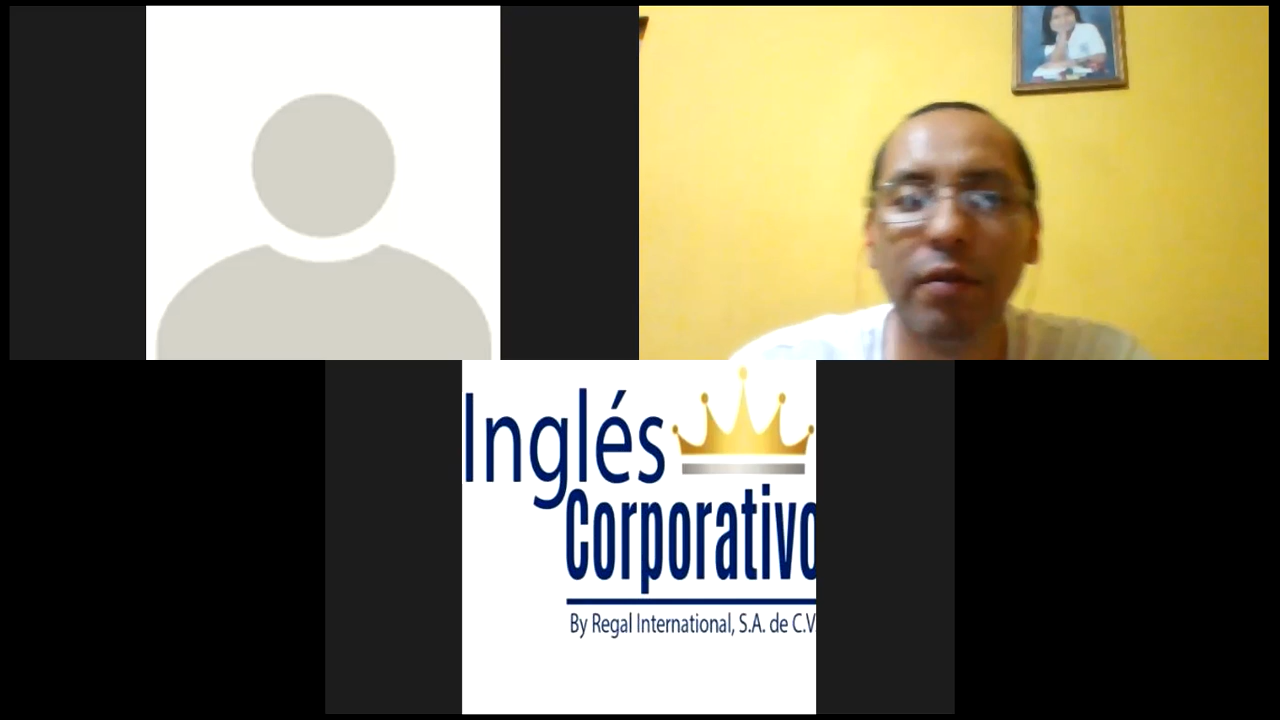 Inglés
Corporativo
By Regal International, S.A. de C.V.